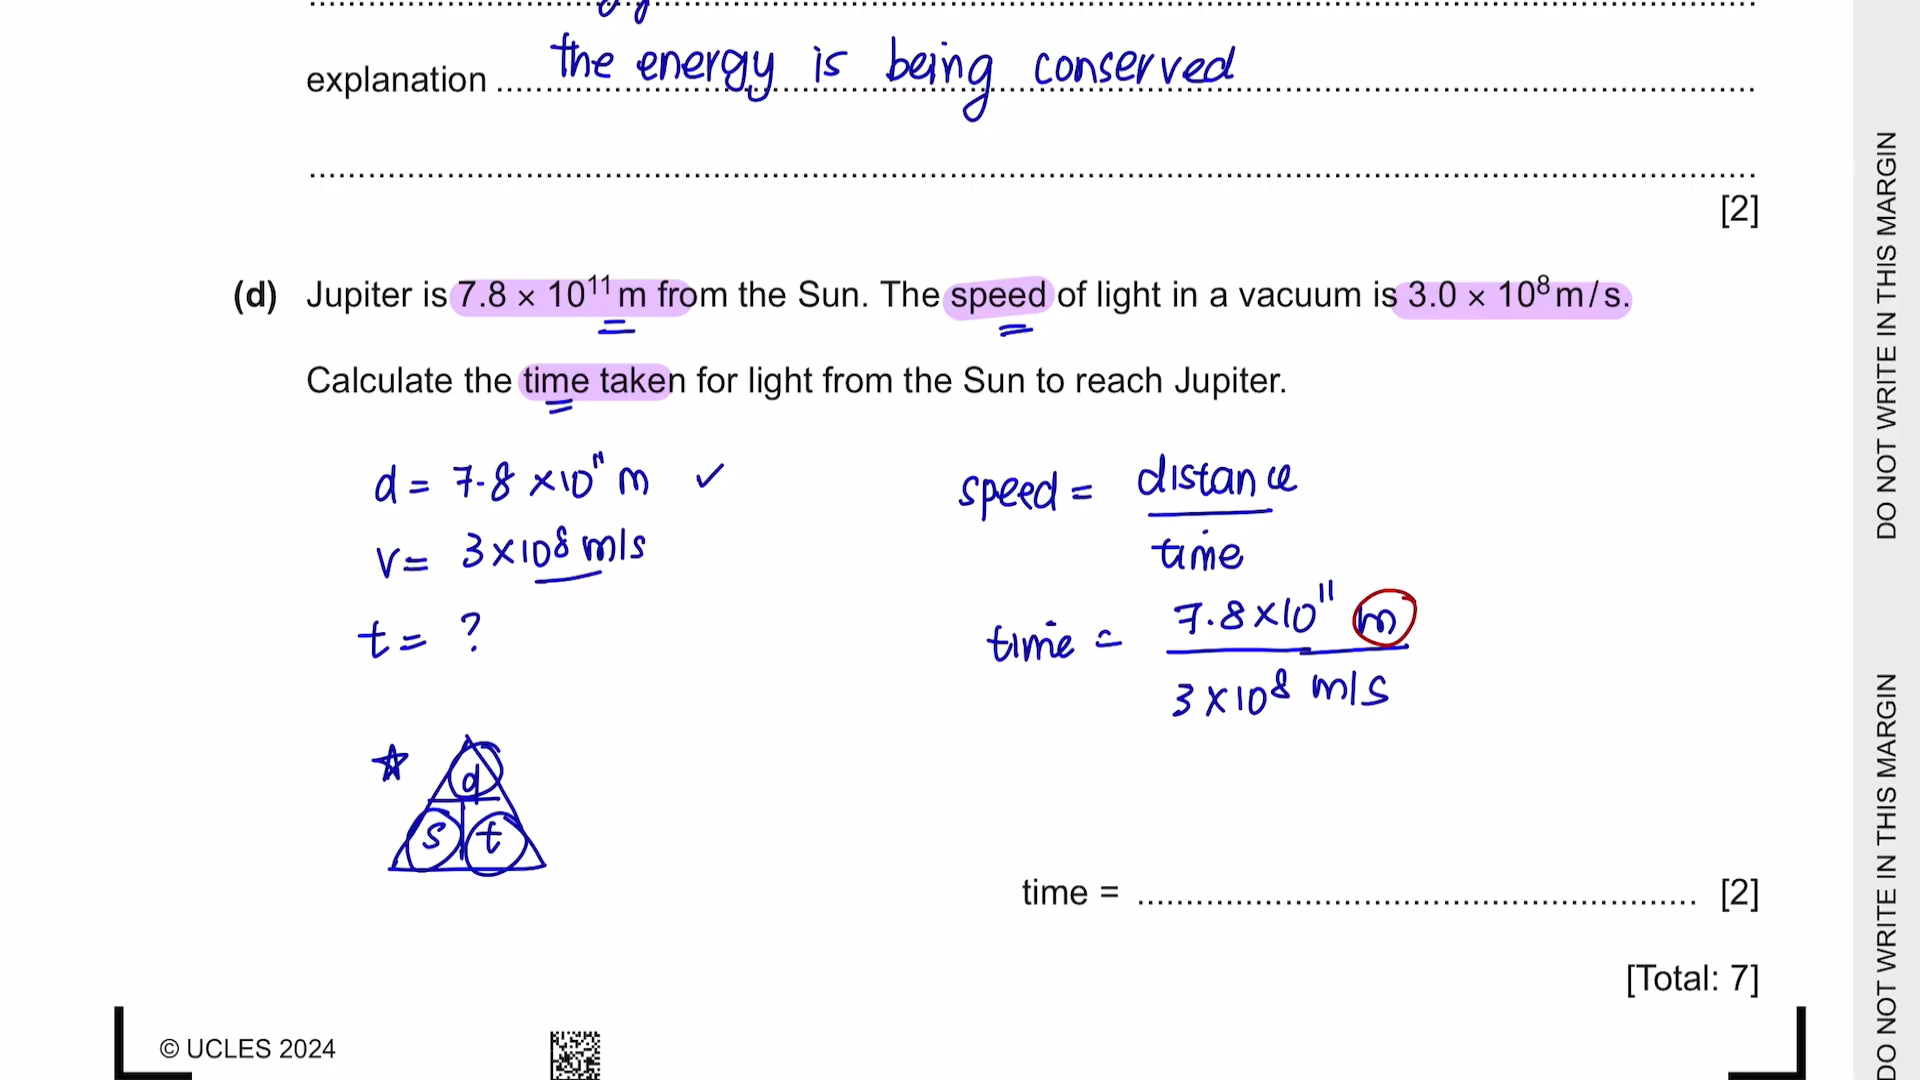 explanation the energy is being conserved
[2]
(d) Jupiter is 7.8 × 10¹¹ m from the Sun. The speed of light in a vacuum is 3.0 × 10⁸ m/s.
Calculate the time taken for light from the Sun to reach Jupiter.
d = 7.8 ×10¹¹ m ✓
v = 3×10⁸ m/s
t = ?
speed = distance
time
time = 7.8×10¹¹ m
3×10⁸ m/s
☆
d
s t
time = [2]
[Total: 7]
© UCLES 2024
DO NOT WRITE IN THIS MARGIN
DO NOT WRITE IN THIS MARGIN